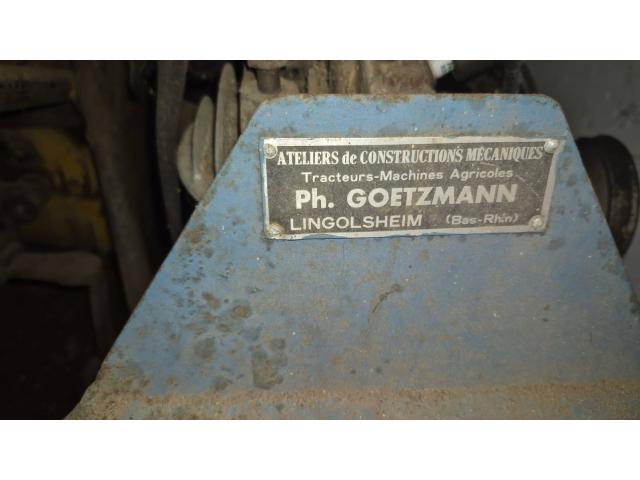 ATELIERS de CONSTRUCTIONS MÉCANIQUES
Tracteurs-Machines Agricoles
Ph. GOETZMANN
LINGOLSHEIM (Bas-Rhin)